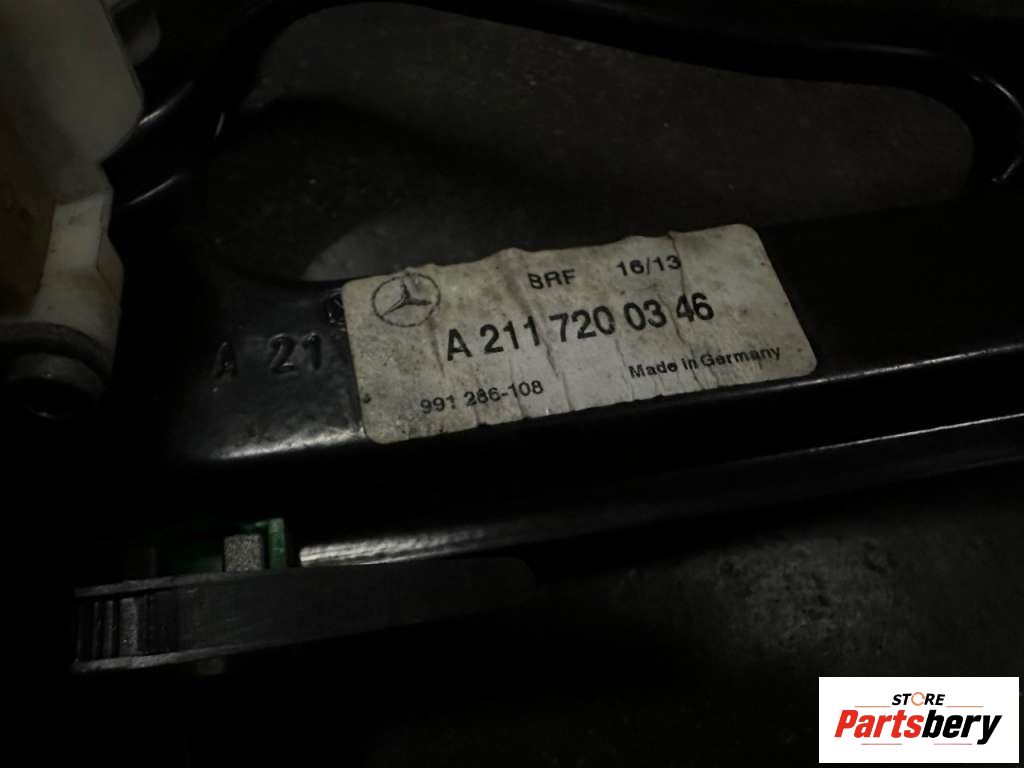 BRF 16/13
A 211 720 03 46
A 21
991 286-108 Made in Germany
STORE
Partsbery